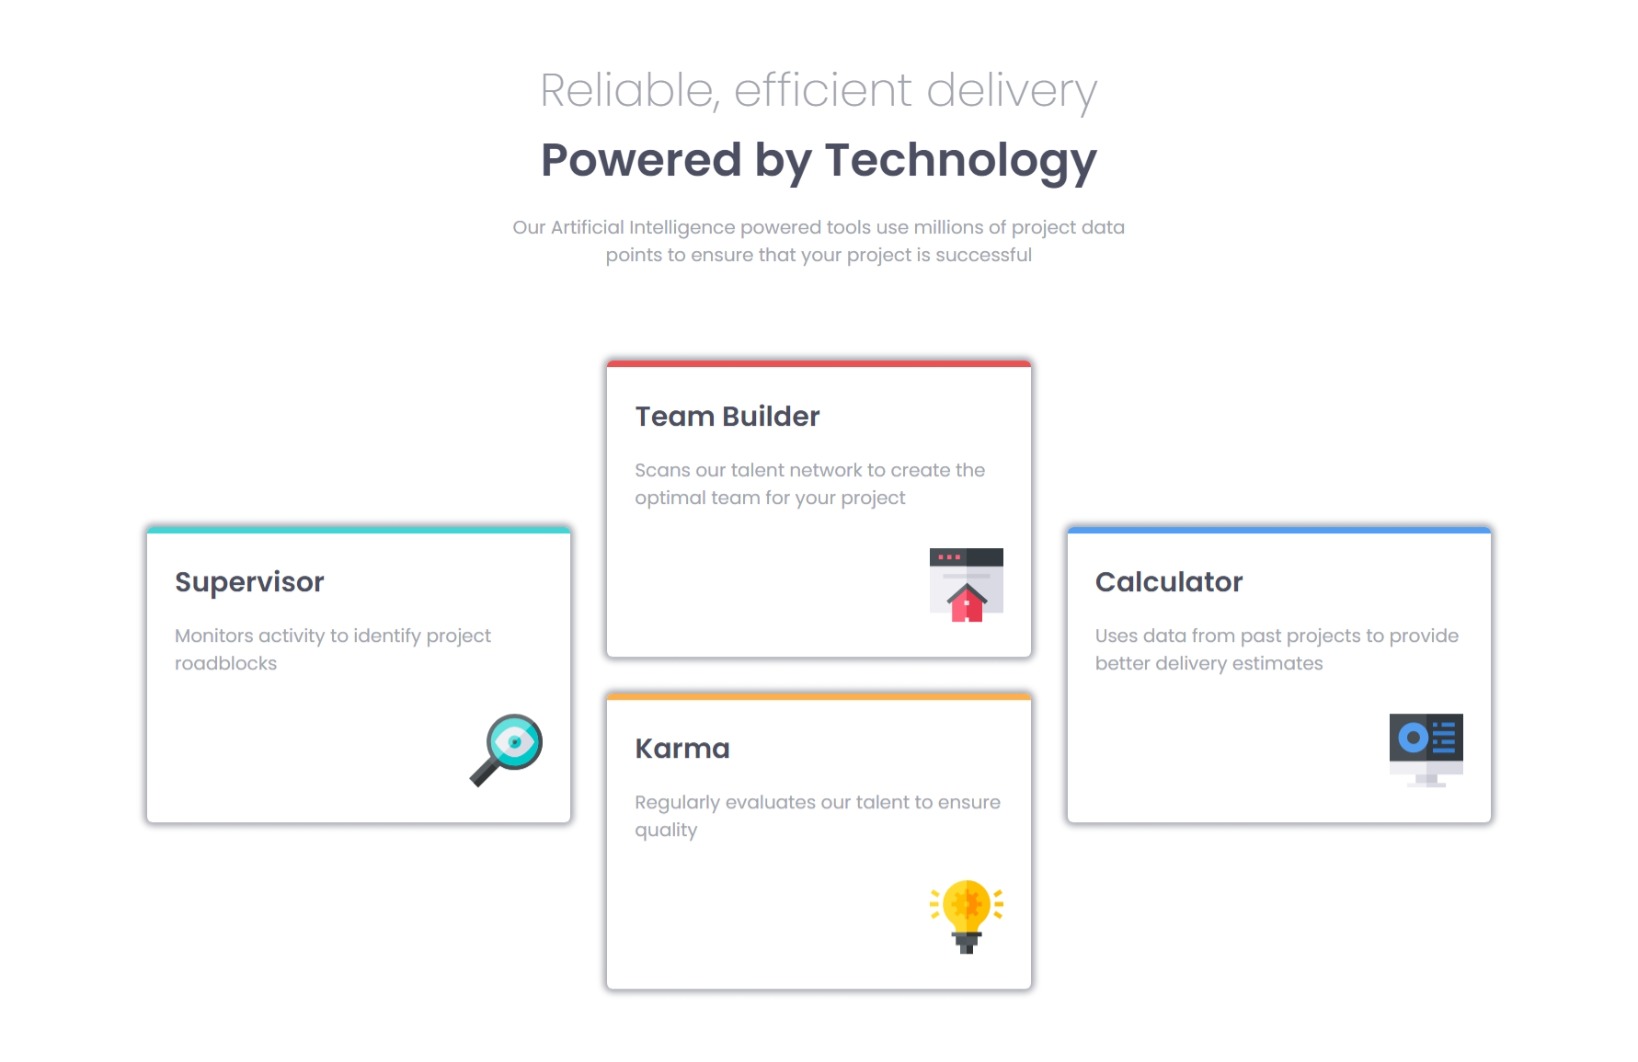 Reliable, efficient delivery
Powered by Technology
Our Artificial Intelligence powered tools use millions of project data
points to ensure that your project is successful
Supervisor
Monitors activity to identify project
roadblocks
Team Builder
Scans our talent network to create the
optimal team for your project
Karma
Regularly evaluates our talent to ensure
quality
Calculator
Uses data from past projects to provide
better delivery estimates